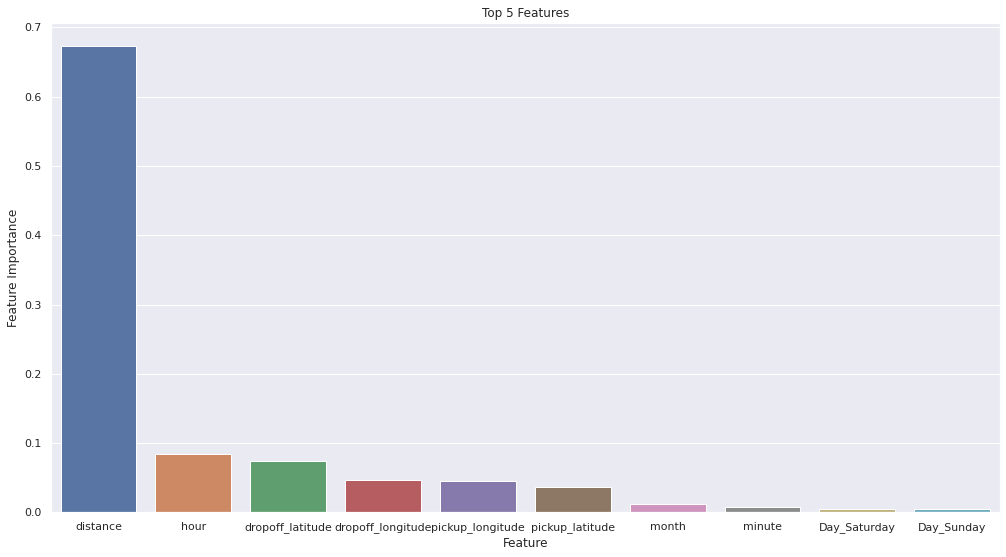 Top 5 Features
Feature Importance
0.7
0.6
0.5
0.4
0.3
0.2
0.1
0.0
distance hour dropoff_latitude dropoff_longitude pickup_longitude pickup_latitude month minute Day_Saturday Day_Sunday
Feature